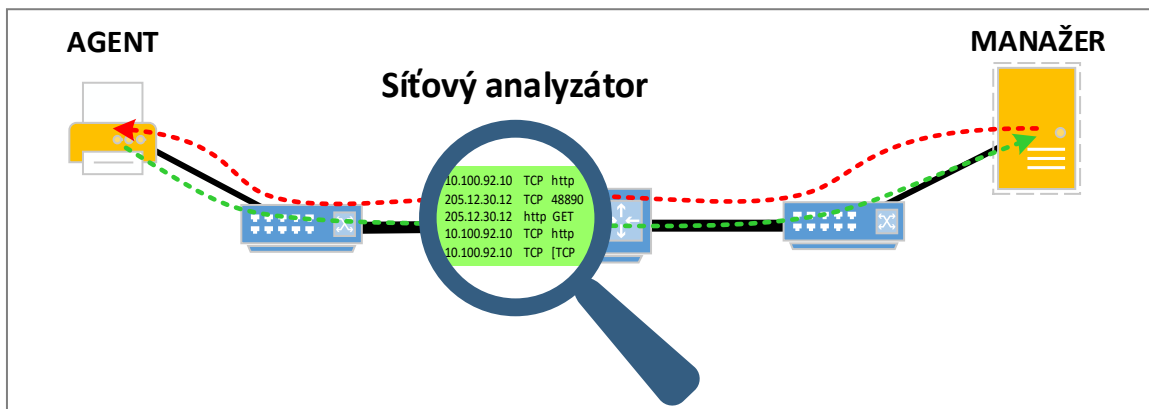 AGENT
MANAŽER
Síťový analyzátor
10.100.92.10 TCP http
205.12.30.12 TCP 48890
205.12.30.12 http GET
10.100.92.10 TCP http
10.100.92.10 TCP [TCP